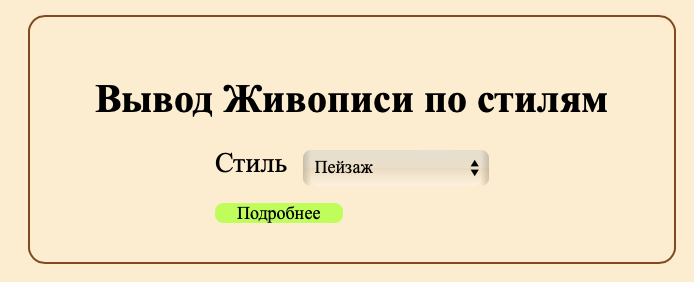 Вывод Живописи по стилям
Стиль Пейзаж
Подробнее